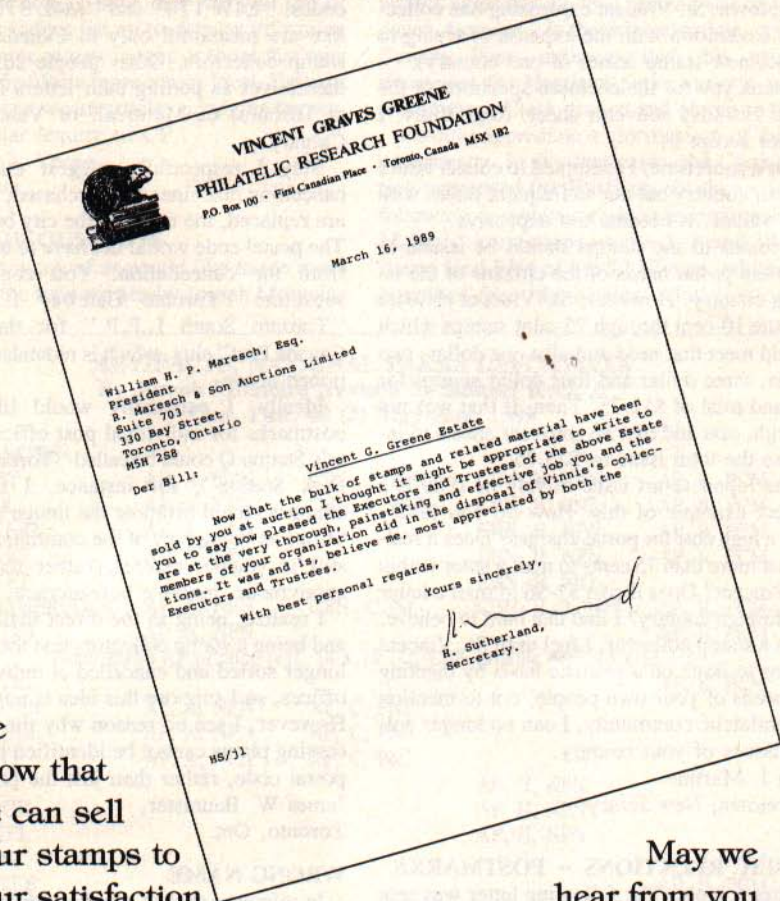 VINCENT GRAVES GREENE
PHILATELIC RESEARCH FOUNDATION
P.O. Box 100 · First Canadian Place · Toronto, Canada M5X 1B2
March 16, 1989
William H. P. Maresch Esq.
President
R. Maresch & Son Auctions Limited
Suite 703
330 Bay Street
Toronto, Ontario
M5H 2S8
Der Bill:
Vincent G. Greene Estate
Now that the bulk of stamps and related material have been
sold by you at auction I thought it might be appropriate to write to
you to say how pleased the Executors and Trustees of the above Estate
are at the very thorough, painstaking and effective job you and the
members of your organization did in the disposal of Vinnie's collec-
tions. It was and is, believe me, most appreciated by both the
Executors and Trustees.
With best personal regards,
Yours sincerely,
H. Sutherland,
Secretary.
HS/jl
now that
can sell
ur stamps to
ur satisfaction
May we
hear from you